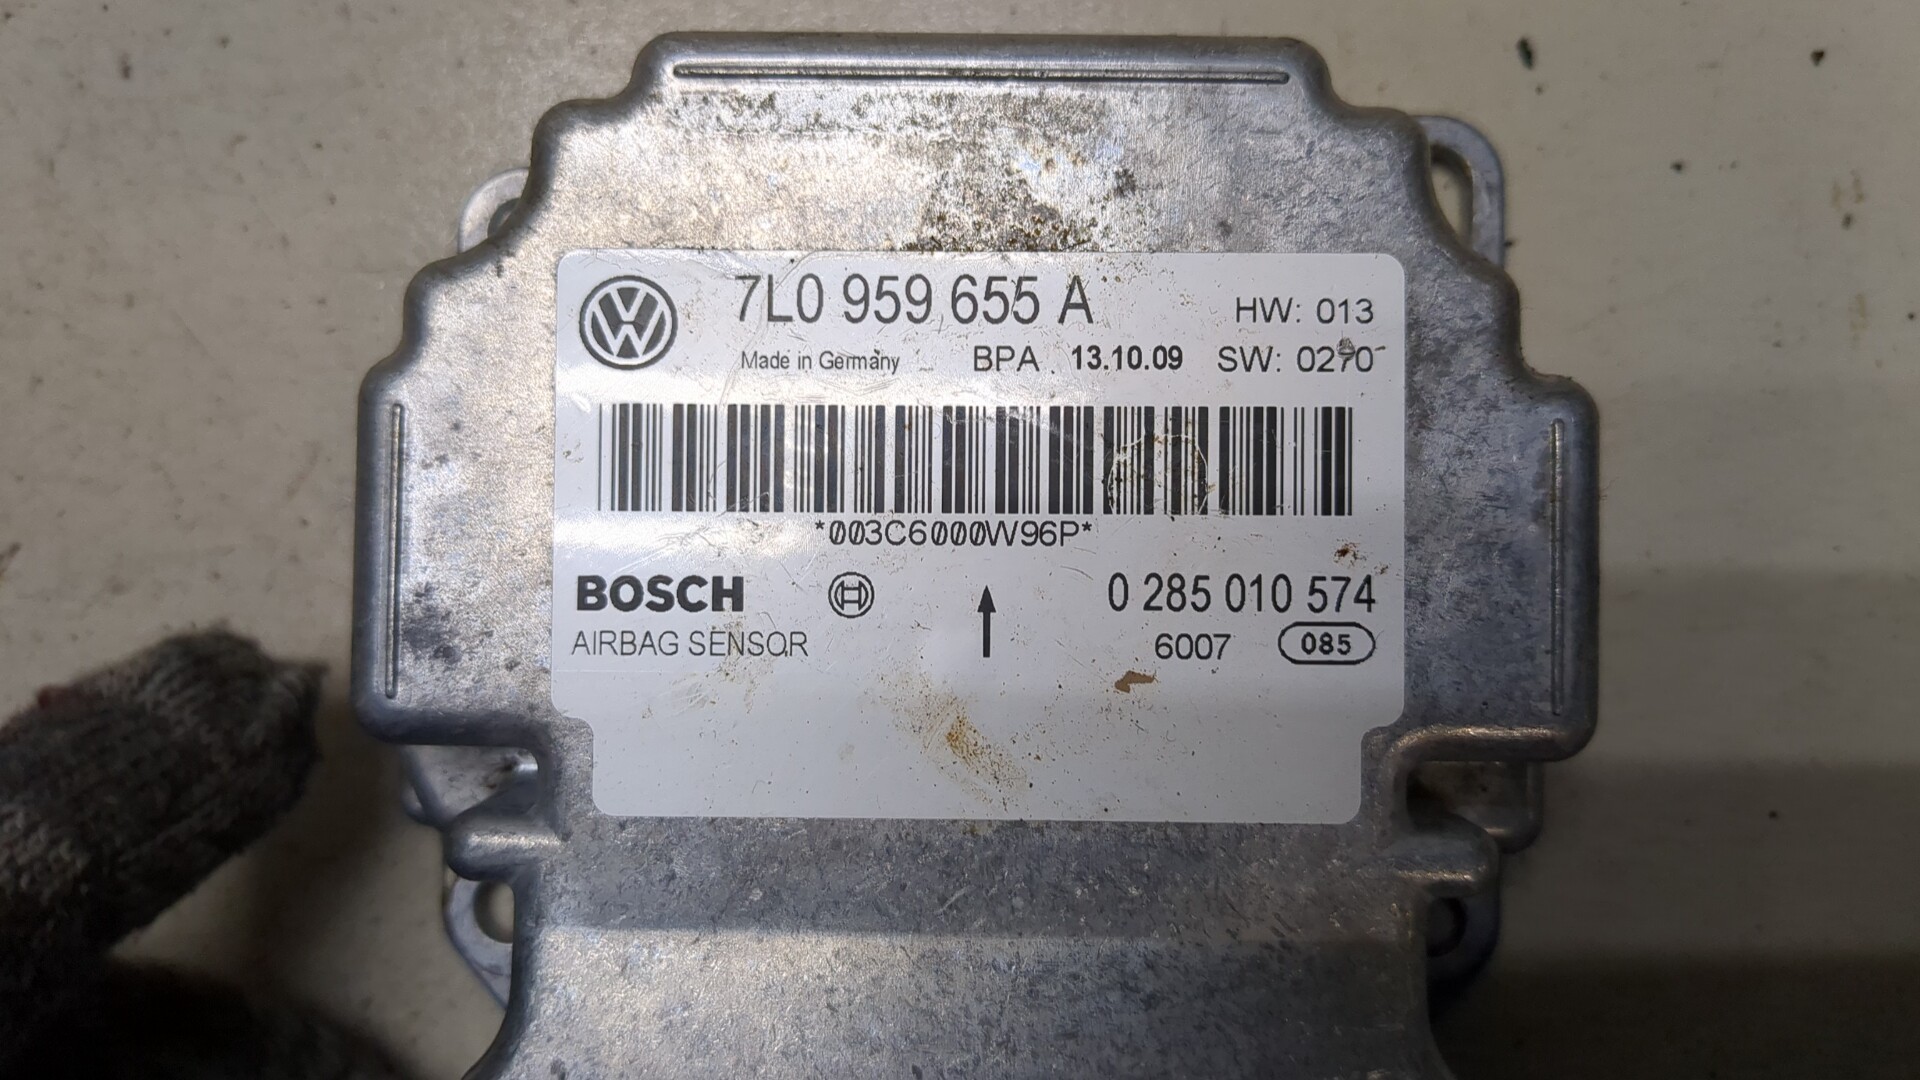 7L0 959 655 A
HW: 013
Made in Germany BPA 13.10.09 SW: 0270
*003C6000W96P*
BOSCH
0 285 010 574
AIRBAG SENSOR
6007 085